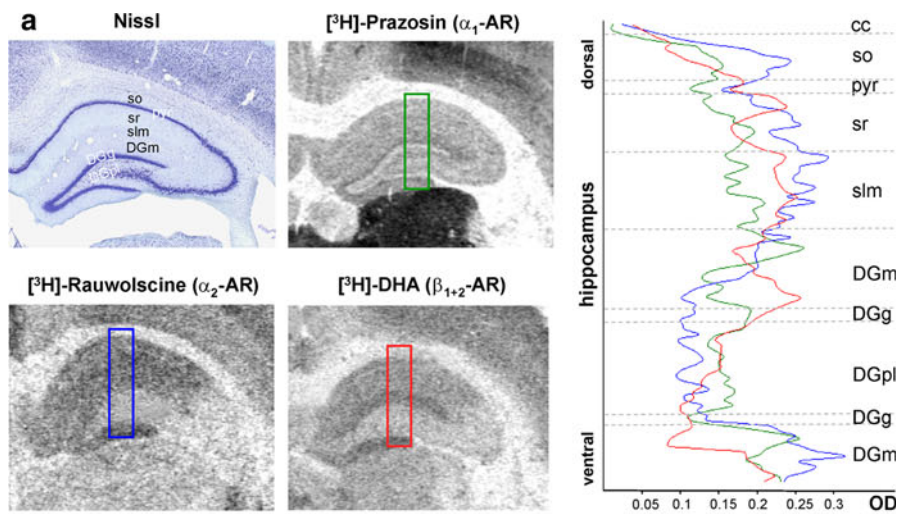 a
Nissl
so
sr
slm
DGm
[³H]-Prazosin (α₁-AR)
[³H]-Rauwolscine (α₂-AR)
[³H]-DHA (β₁₊₂-AR)
dorsal
hippocampus
ventral
cc
so
pyr
sr
slm
DGm
DGg
DGpl
DGg
DGm
0.05 0.1 0.15 0.2 0.25 0.3 OD